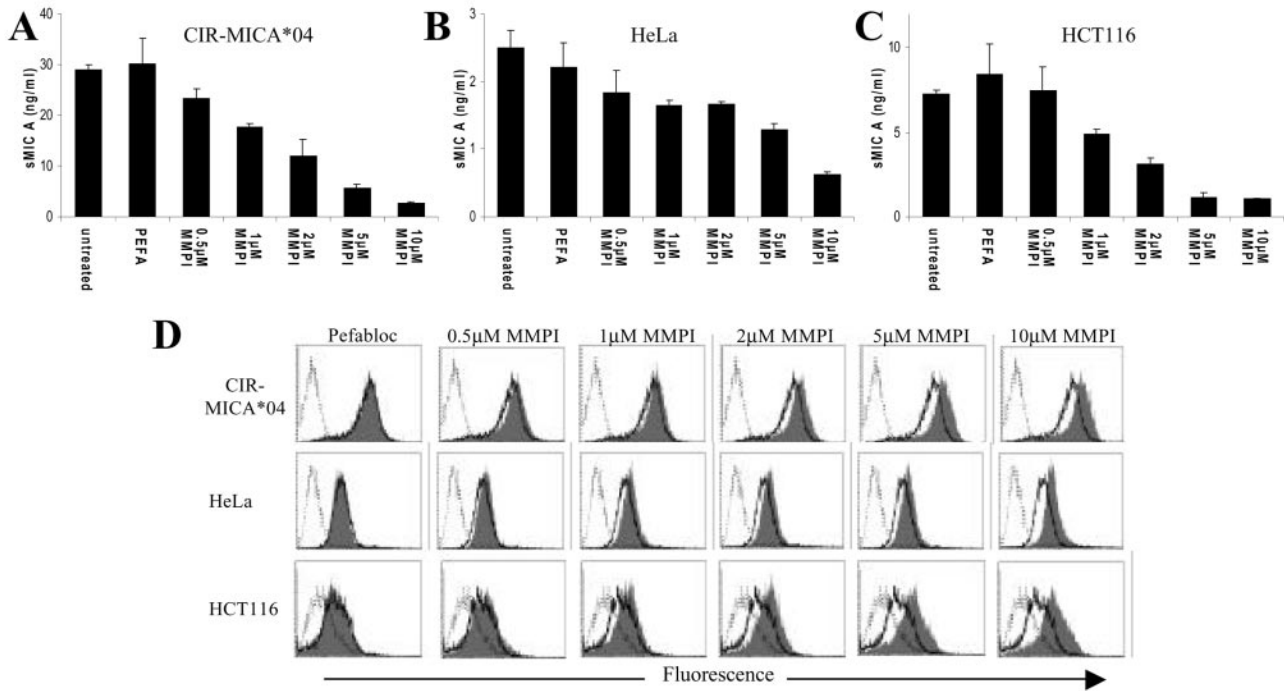 A
CIR-MICA*04
sMIC A (ng/ml)
40
30
20
10
0
untreated
PEFA
0.5µM MMPI
1µM MMPI
2µM MMPI
5µM MMPI
10µM MMPI
B
HeLa
sMIC A (ng/ml)
3
2
1
0
untreated
PEFA
0.5µM MMPI
1µM MMPI
2µM MMPI
5µM MMPI
10µM MMPI
C
HCT116
sMIC A (ng/ml)
10
5
0
untreated
PEFA
0.5µM MMPI
1µM MMPI
2µM MMPI
5µM MMPI
10µM MMPI
D
Pefabloc 0.5µM MMPI 1µM MMPI 2µM MMPI 5µM MMPI 10µM MMPI
CIR-
MICA*04
HeLa
HCT116
Fluorescence